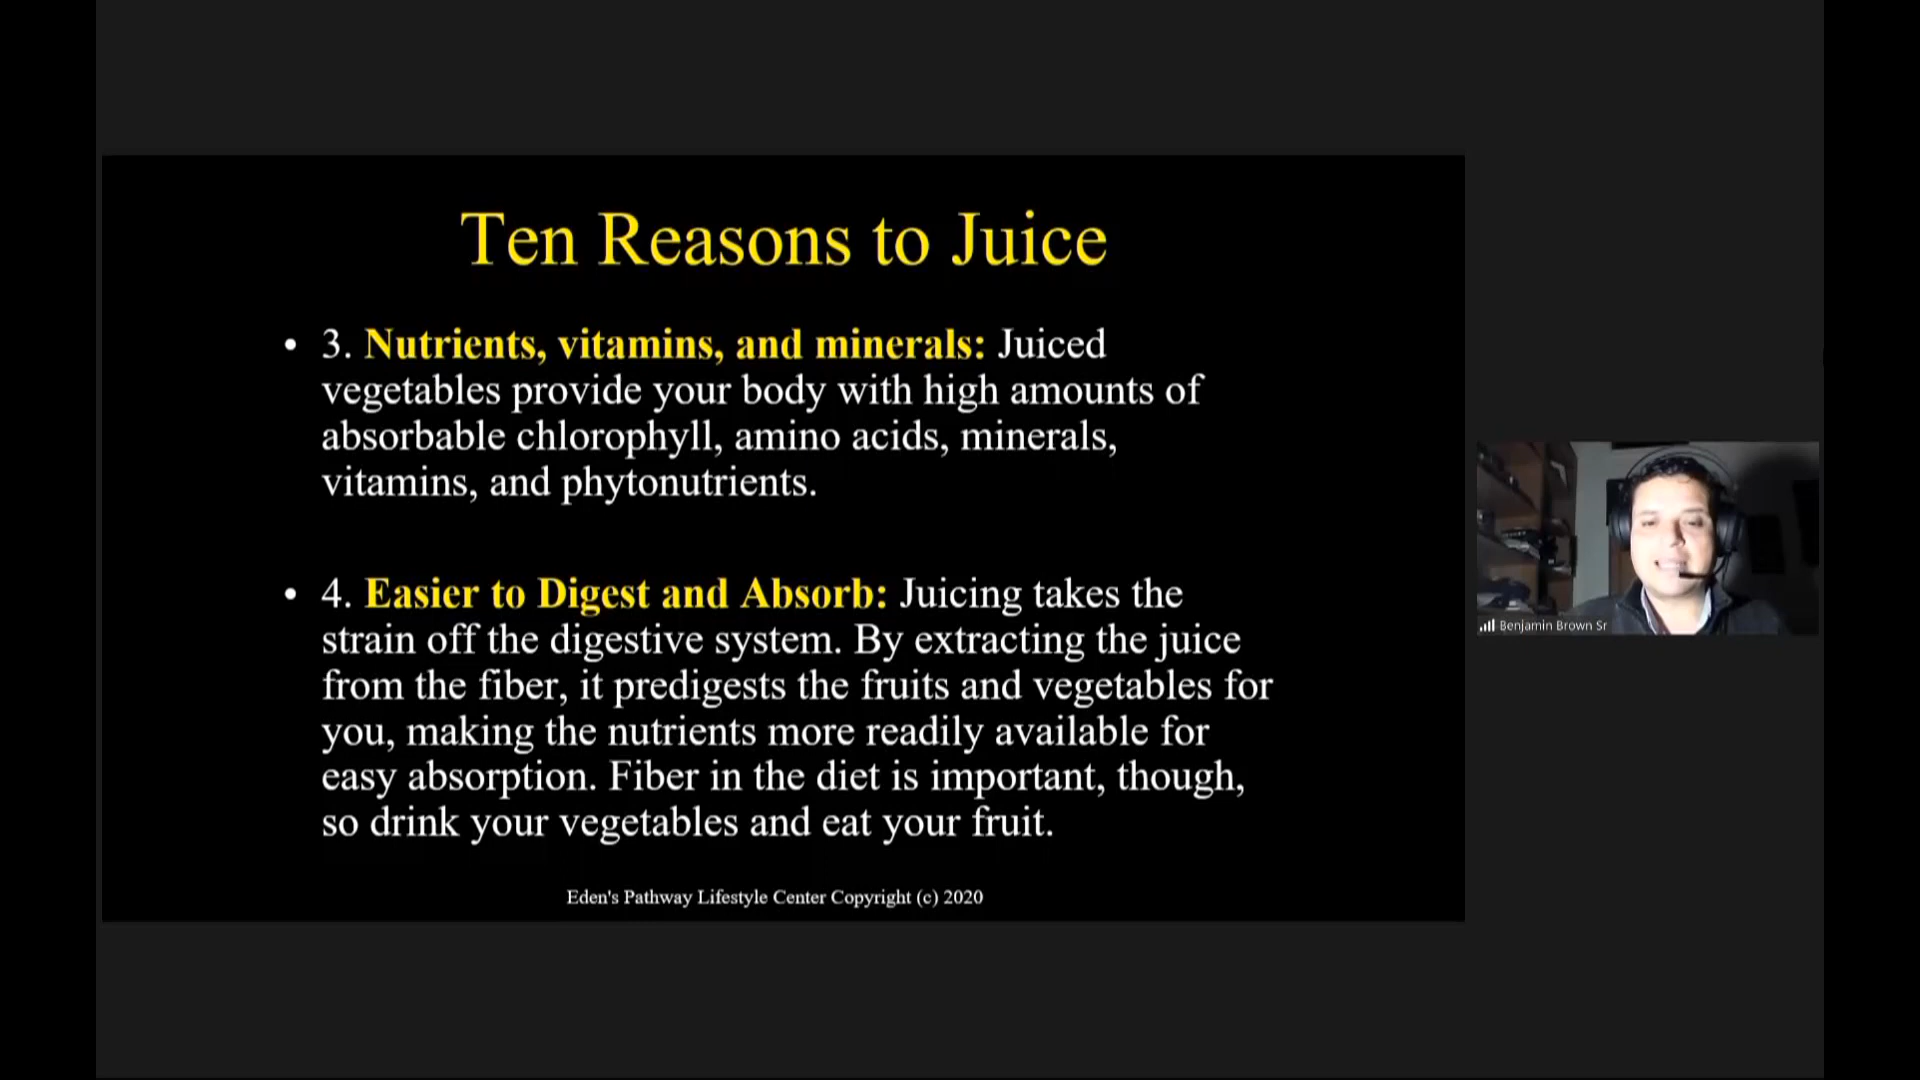 Ten Reasons to Juice
• 3. Nutrients, vitamins, and minerals: Juiced
vegetables provide your body with high amounts of
absorbable chlorophyll, amino acids, minerals,
vitamins, and phytonutrients.
• 4. Easier to Digest and Absorb: Juicing takes the
strain off the digestive system. By extracting the juice
from the fiber, it predigests the fruits and vegetables for
you, making the nutrients more readily available for
easy absorption. Fiber in the diet is important, though,
so drink your vegetables and eat your fruit.
Eden's Pathway Lifestyle Center Copyright (c) 2020
Benjamin Brown Sr